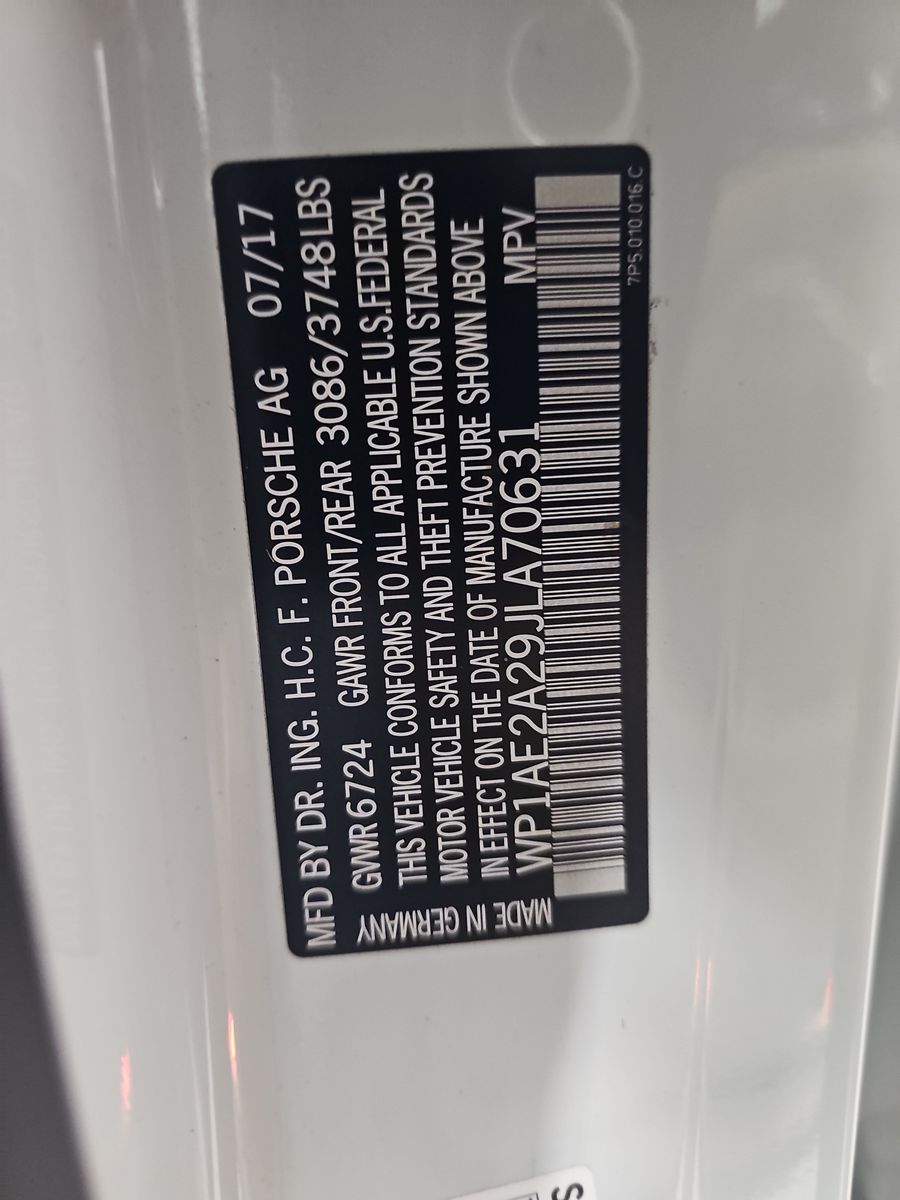 MFD BY DR. ING. H.C. F. PORSCHE AG 07/17
GVWR 6724 GAWR FRONT/REAR 3086/3748 LBS
THIS VEHICLE CONFORMS TO ALL APPLICABLE U.S.FEDERAL
MOTOR VEHICLE SAFETY AND THEFT PREVENTION STANDARDS
IN EFFECT ON THE DATE OF MANUFACTURE SHOWN ABOVE
WP1AE2A29JLA70631 MPV
MADE IN GERMANY
7P5.010.016.C
S